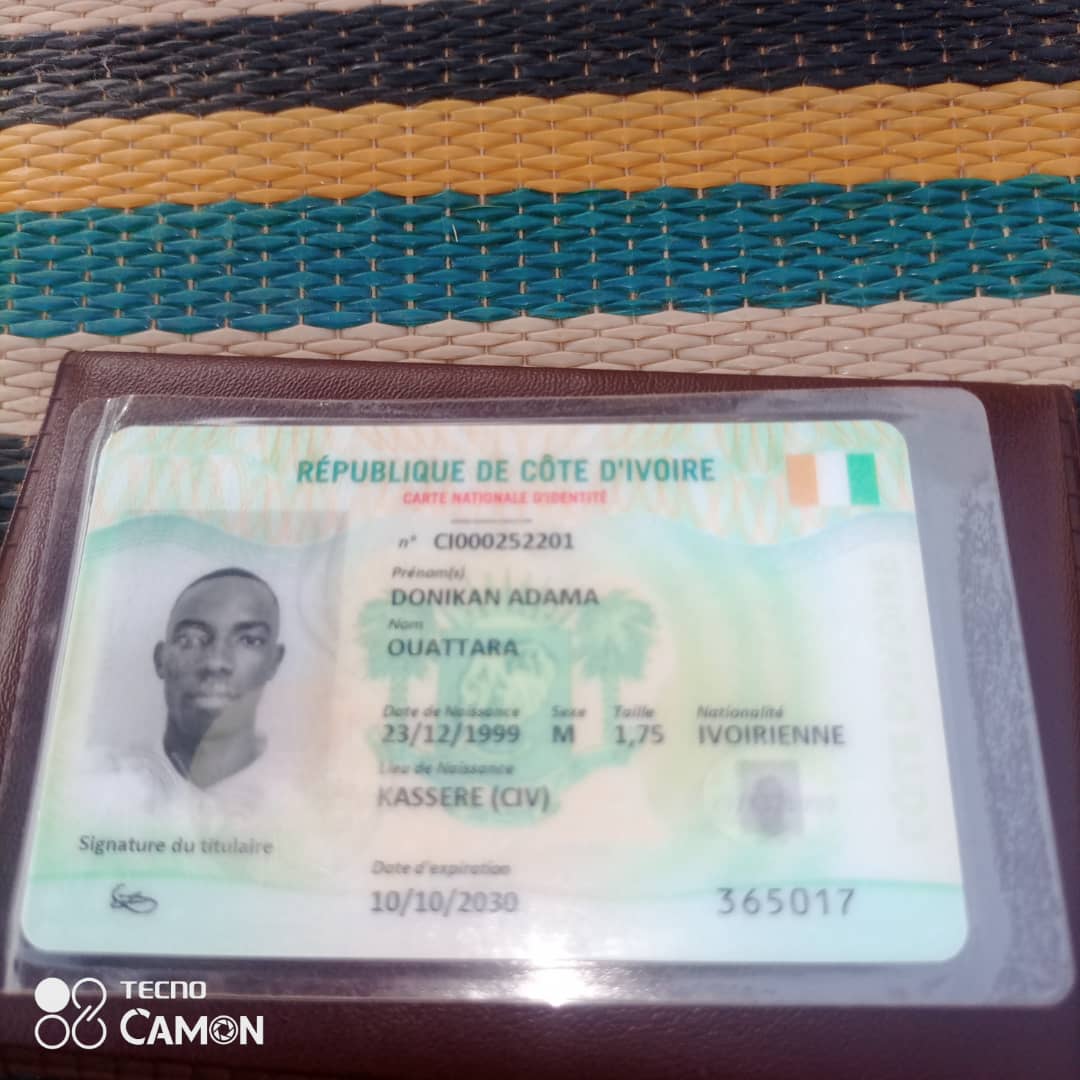 RÉPUBLIQUE DE CÔTE D'IVOIRE
CARTE NATIONALE D'IDENTITÉ
n° CI000252201
Prénom(s)
DONIKAN ADAMA
Nom
OUATTARA
Date de Naissance Sexe Taille Nationalité
23/12/1999 M 1,75 IVOIRIENNE
Lieu de Naissance
KASSERE (CIV)
Signature du titulaire
Date d'expiration
10/10/2030 365017
TECNO
CAMON